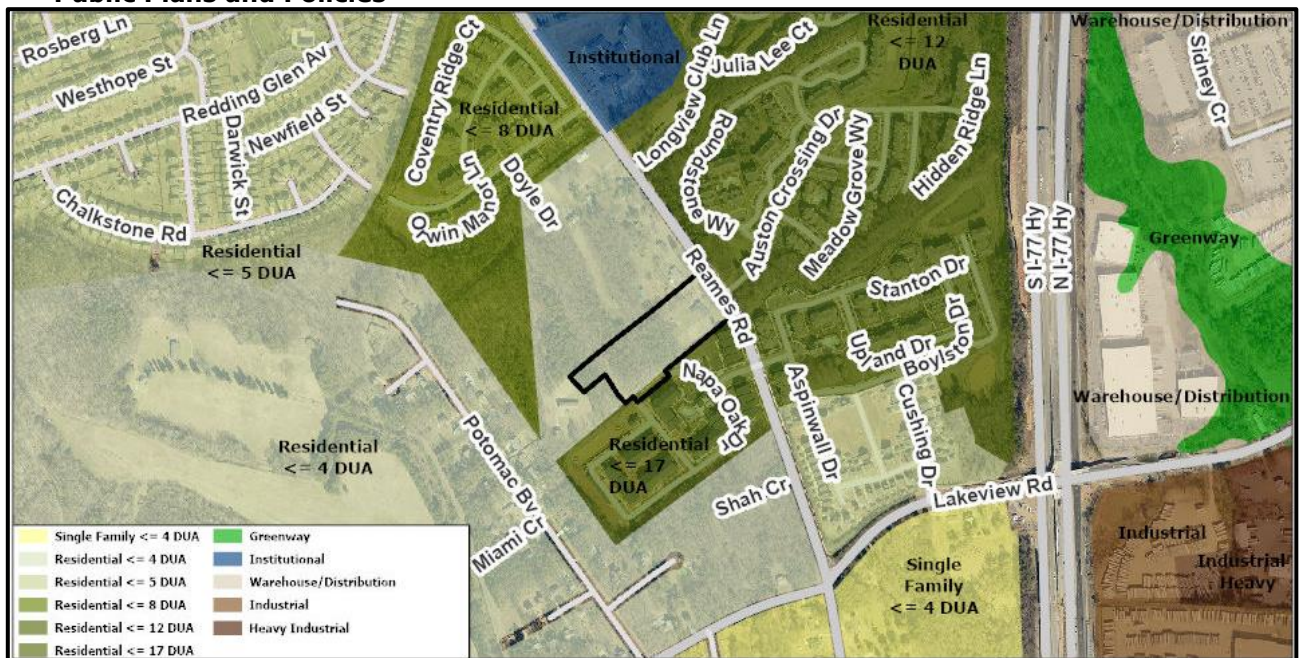 Public Plans and Policies
Rosberg Ln
Westhope St
Redding Glen Av
Darwick St
Newfield St
Chalkstone Rd
Residential
<= 5 DUA
Coventry Ridge Ct
Residential
<= 8 DUA
Qwin Manor Ln
Doyle Dr
Institutional
Longview Club Ln
Julia Lee Ct
Residential
<= 12
DUA
Roundstone Wy
Auston Crossing Dr
Meadow Grove Wy
Hidden Ridge Ln
Reames Rd
Stanton Dr
Upland Dr
Boylston Dr
Cushing Dr
Aspinwall Dr
Napa Oak Dr
Residential
<= 17
DUA
Shah Cr
Lakeview Rd
Residential
<= 4 DUA
Potomac Bv
Miami Cr
S I-77 Hy
N I-77 Hy
Warehouse/Distribution
Sidney Cr
Greenway
Warehouse/Distribution
Industrial
Industrial
Heavy
Single
Family
<= 4 DUA
Single Family <= 4 DUA
Residential <= 4 DUA
Residential <= 5 DUA
Residential <= 8 DUA
Residential <= 12 DUA
Residential <= 17 DUA
Greenway
Institutional
Warehouse/Distribution
Industrial
Heavy Industrial